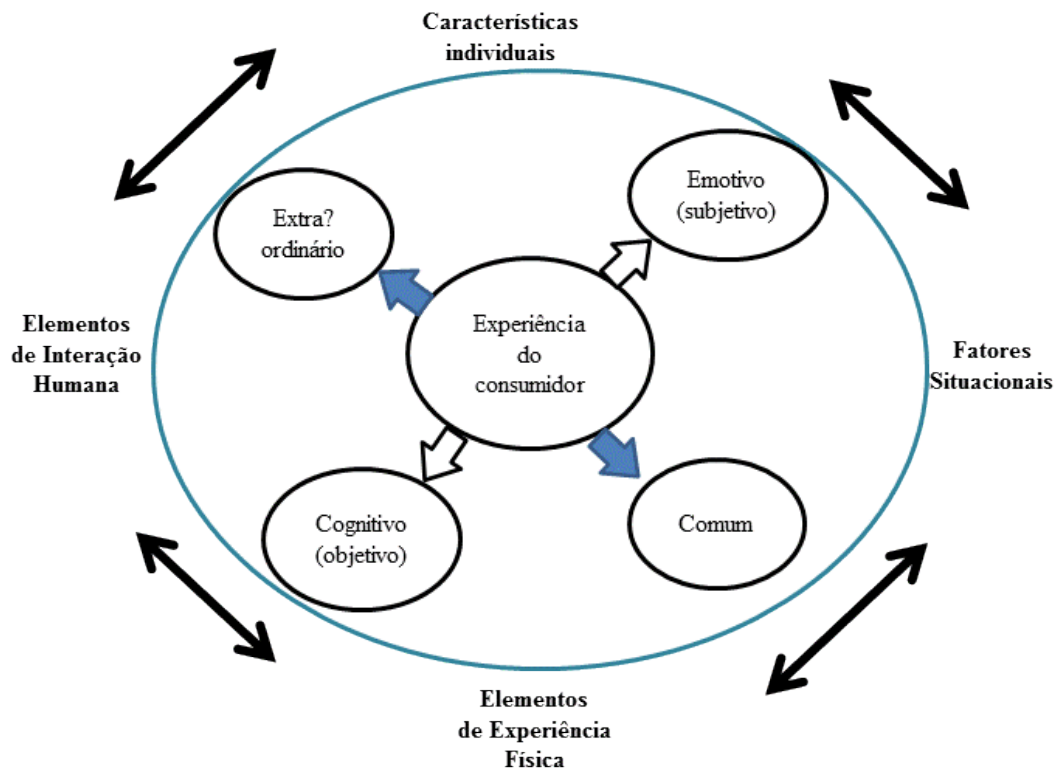 Características
individuais
Emotivo
(subjetivo)
Extra?
ordinário
Experiência
do
consumidor
Elementos
de Interação
Humana
Fatores
Situacionais
Cognitivo
(objetivo)
Comum
Elementos
de Experiência
Física